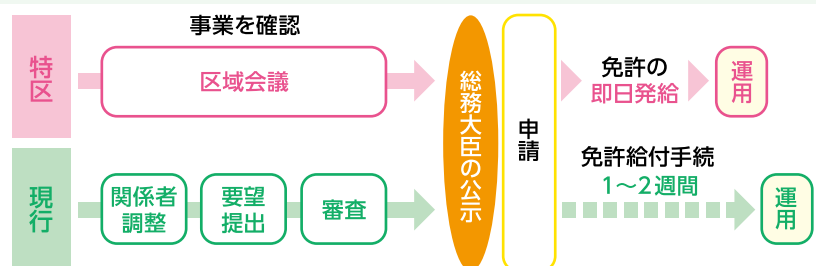 事業を確認
特区
区域会議
総務大臣の公示
申請
免許の
即日発給
運用
現行
関係者
調整
要望
提出
審査
免許給付手続
1～2週間
運用